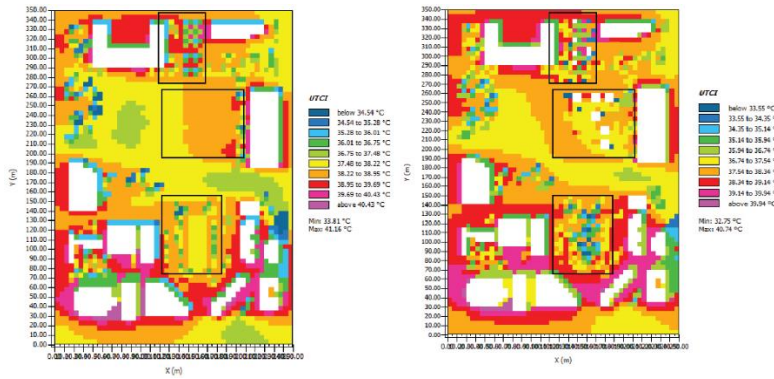 350.00
340.00
330.00
320.00
310.00
300.00
290.00
280.00
270.00
260.00
250.00
240.00
230.00
220.00
210.00
200.00
190.00
180.00
170.00
160.00
150.00
140.00
130.00
120.00
110.00
100.00
90.00
80.00
70.00
60.00
50.00
40.00
30.00
20.00
10.00
0.00
Y (m)
X (m)
UTCI
below 34.54 °C
34.54 to 35.28 °C
35.28 to 36.01 °C
36.01 to 36.75 °C
36.75 to 37.48 °C
37.48 to 38.22 °C
38.22 to 38.95 °C
38.95 to 39.69 °C
39.69 to 40.43 °C
above 40.43 °C
Min: 33.81 °C
Max: 41.16 °C
350.00
340.00
330.00
320.00
310.00
300.00
290.00
280.00
270.00
260.00
250.00
240.00
230.00
220.00
210.00
200.00
190.00
180.00
170.00
160.00
150.00
140.00
130.00
120.00
110.00
100.00
90.00
80.00
70.00
60.00
50.00
40.00
30.00
20.00
10.00
0.00
Y (m)
X (m)
UTCI
below 33.55 °C
33.55 to 34.35 °C
34.35 to 35.14 °C
35.14 to 35.94 °C
35.94 to 36.74 °C
36.74 to 37.54 °C
37.54 to 38.34 °C
38.34 to 39.14 °C
39.14 to 39.94 °C
above 39.94 °C
Min: 32.75 °C
Max: 40.74 °C